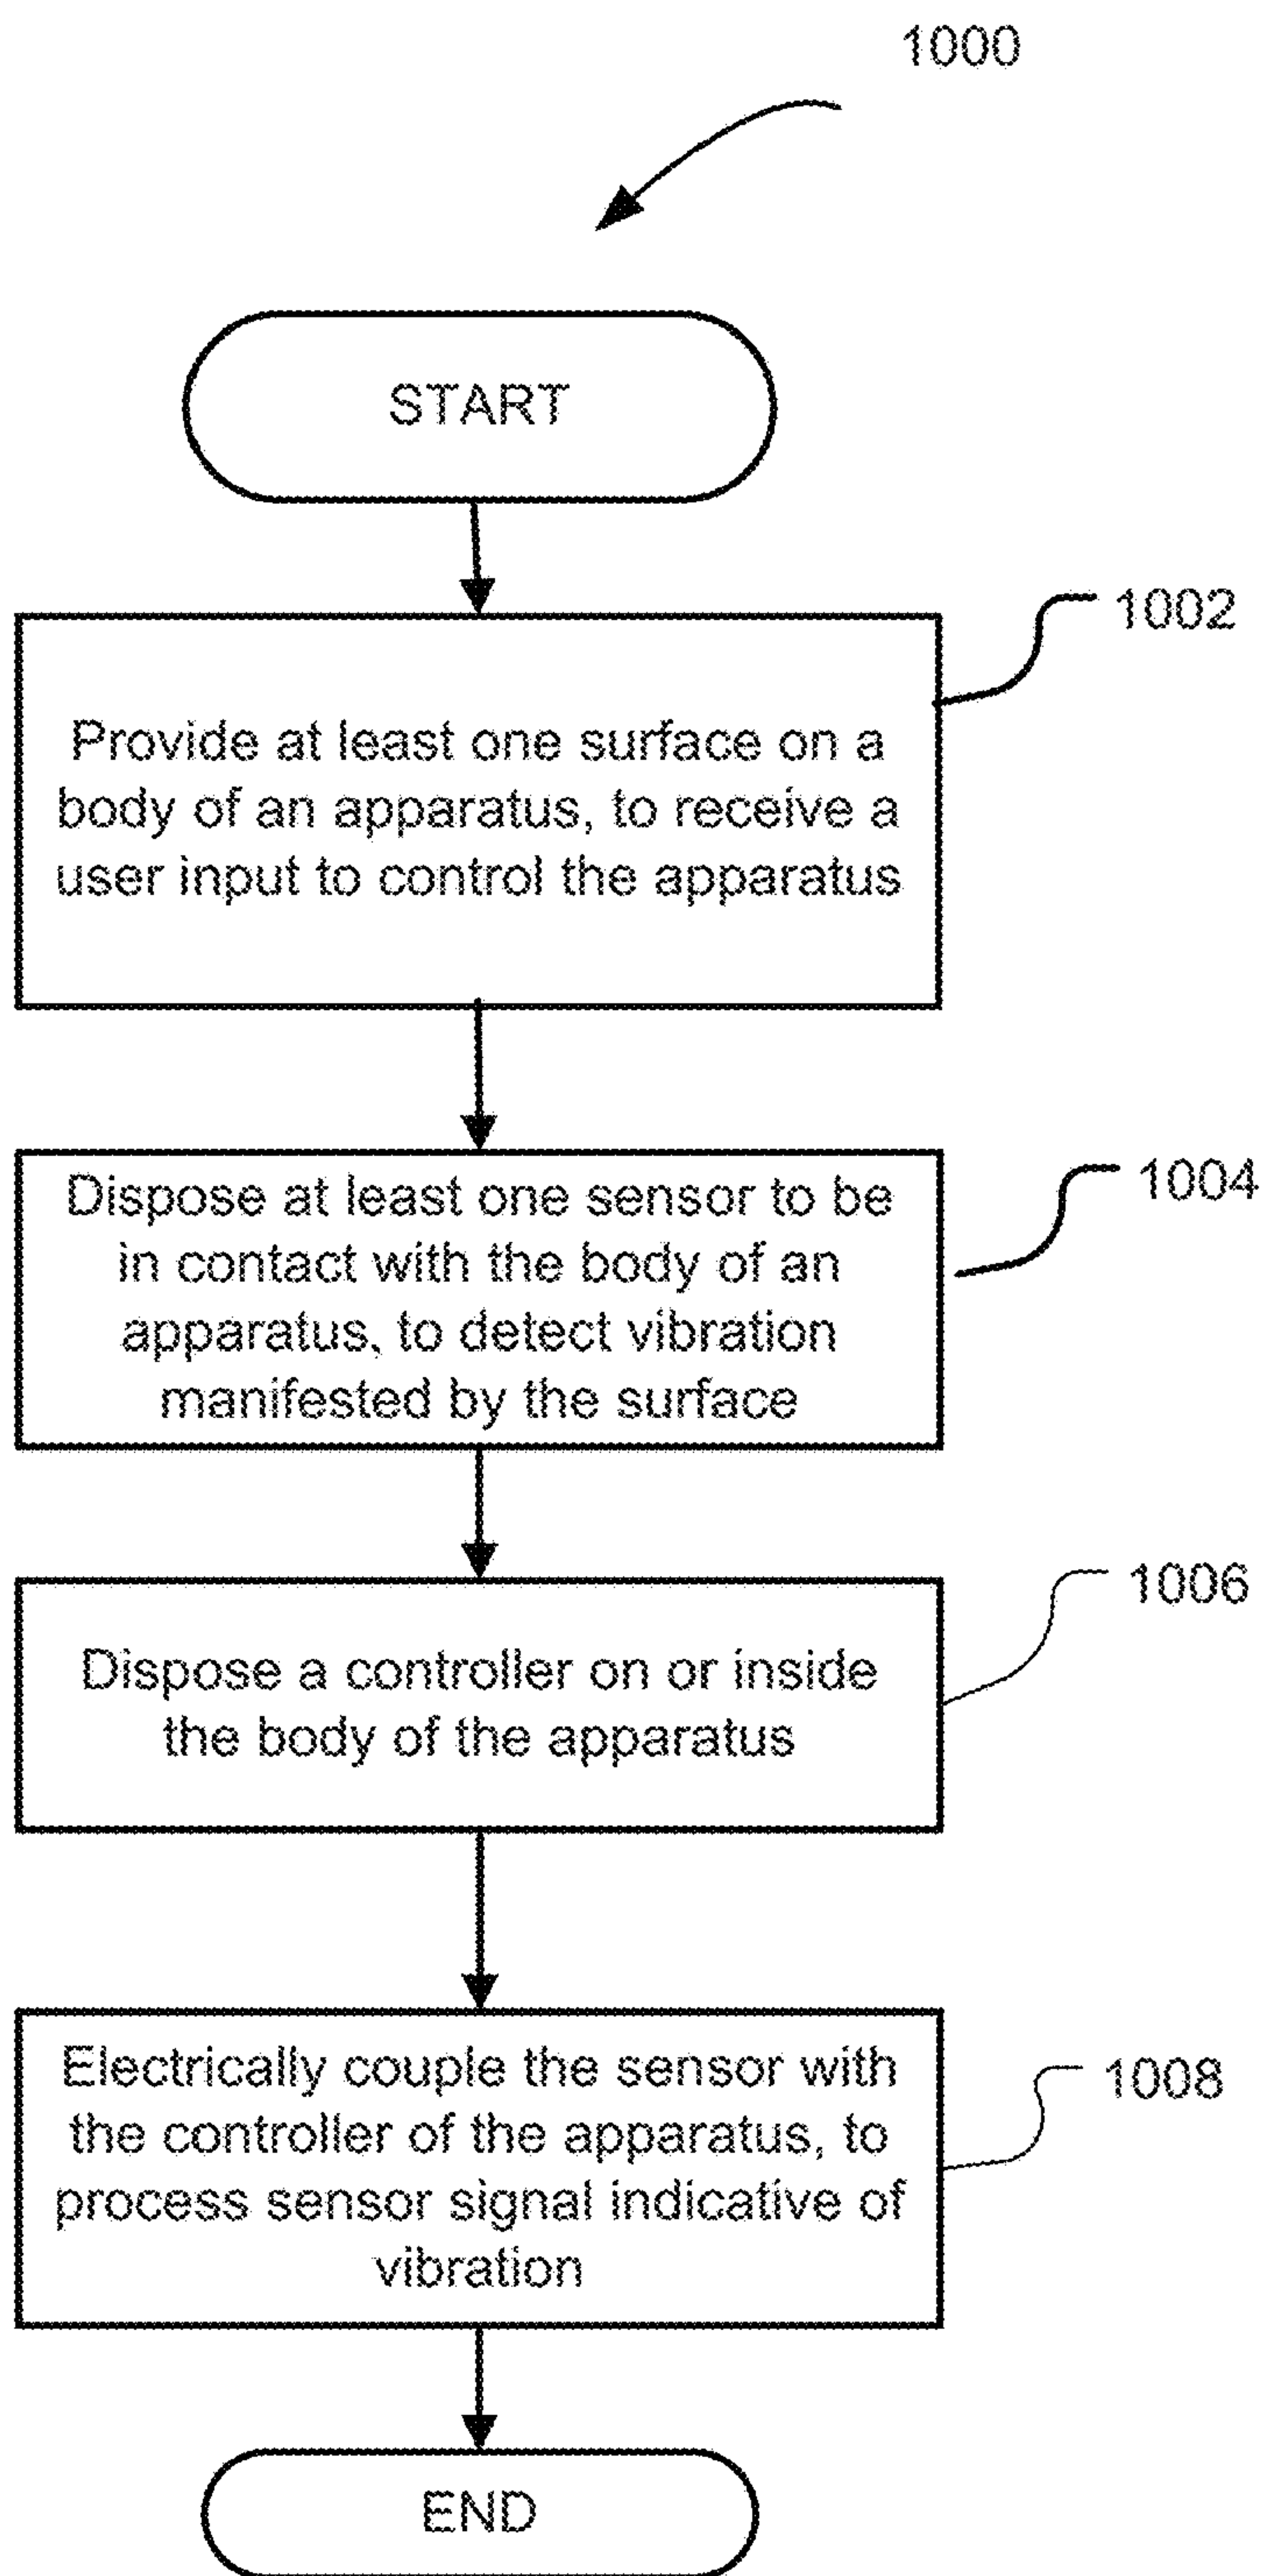 1000
START
1002
Provide at least one surface on a
body of an apparatus, to receive a
user input to control the apparatus
1004
Dispose at least one sensor to be
in contact with the body of an
apparatus, to detect vibration
manifested by the surface
1006
Dispose a controller on or inside
the body of the apparatus
1008
Electrically couple the sensor with
the controller of the apparatus, to
process sensor signal indicative of
vibration
END